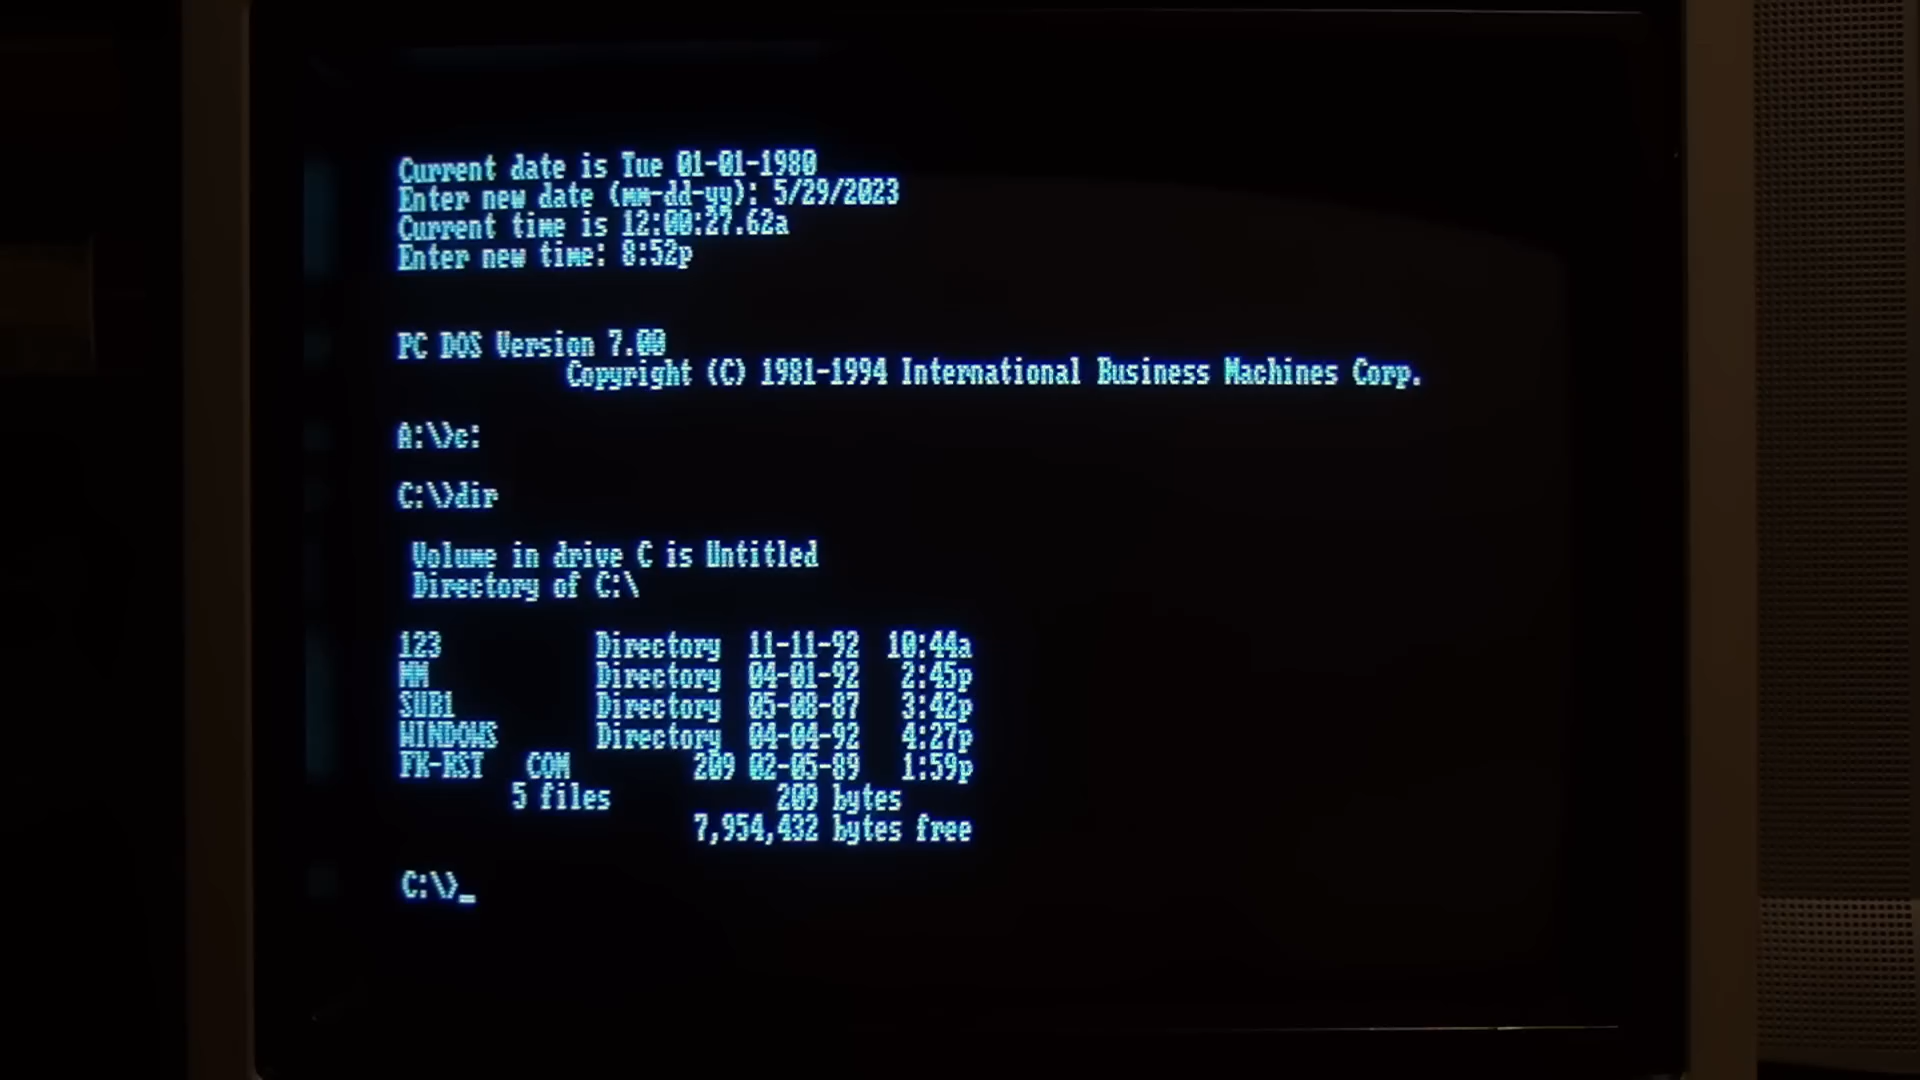 Current date is Tue 01-01-1980
Enter new date (mm-dd-yy): 5/29/2023
Current time is 12:00:27.62a
Enter new time: 8:52p
PC DOS Version 7.00
Copyright (C) 1981-1994 International Business Machines Corp.
A:\>c:
C:\>dir
Volume in drive C is Untitled
Directory of C:\
123 Directory 11-11-92 10:44a
MM Directory 04-01-92 2:45p
SUB1 Directory 05-08-87 3:42p
WINDOWS Directory 04-04-92 4:27p
FK-RST COM 209 02-05-89 1:59p
5 files 209 bytes
7,954,432 bytes free
C:\>_